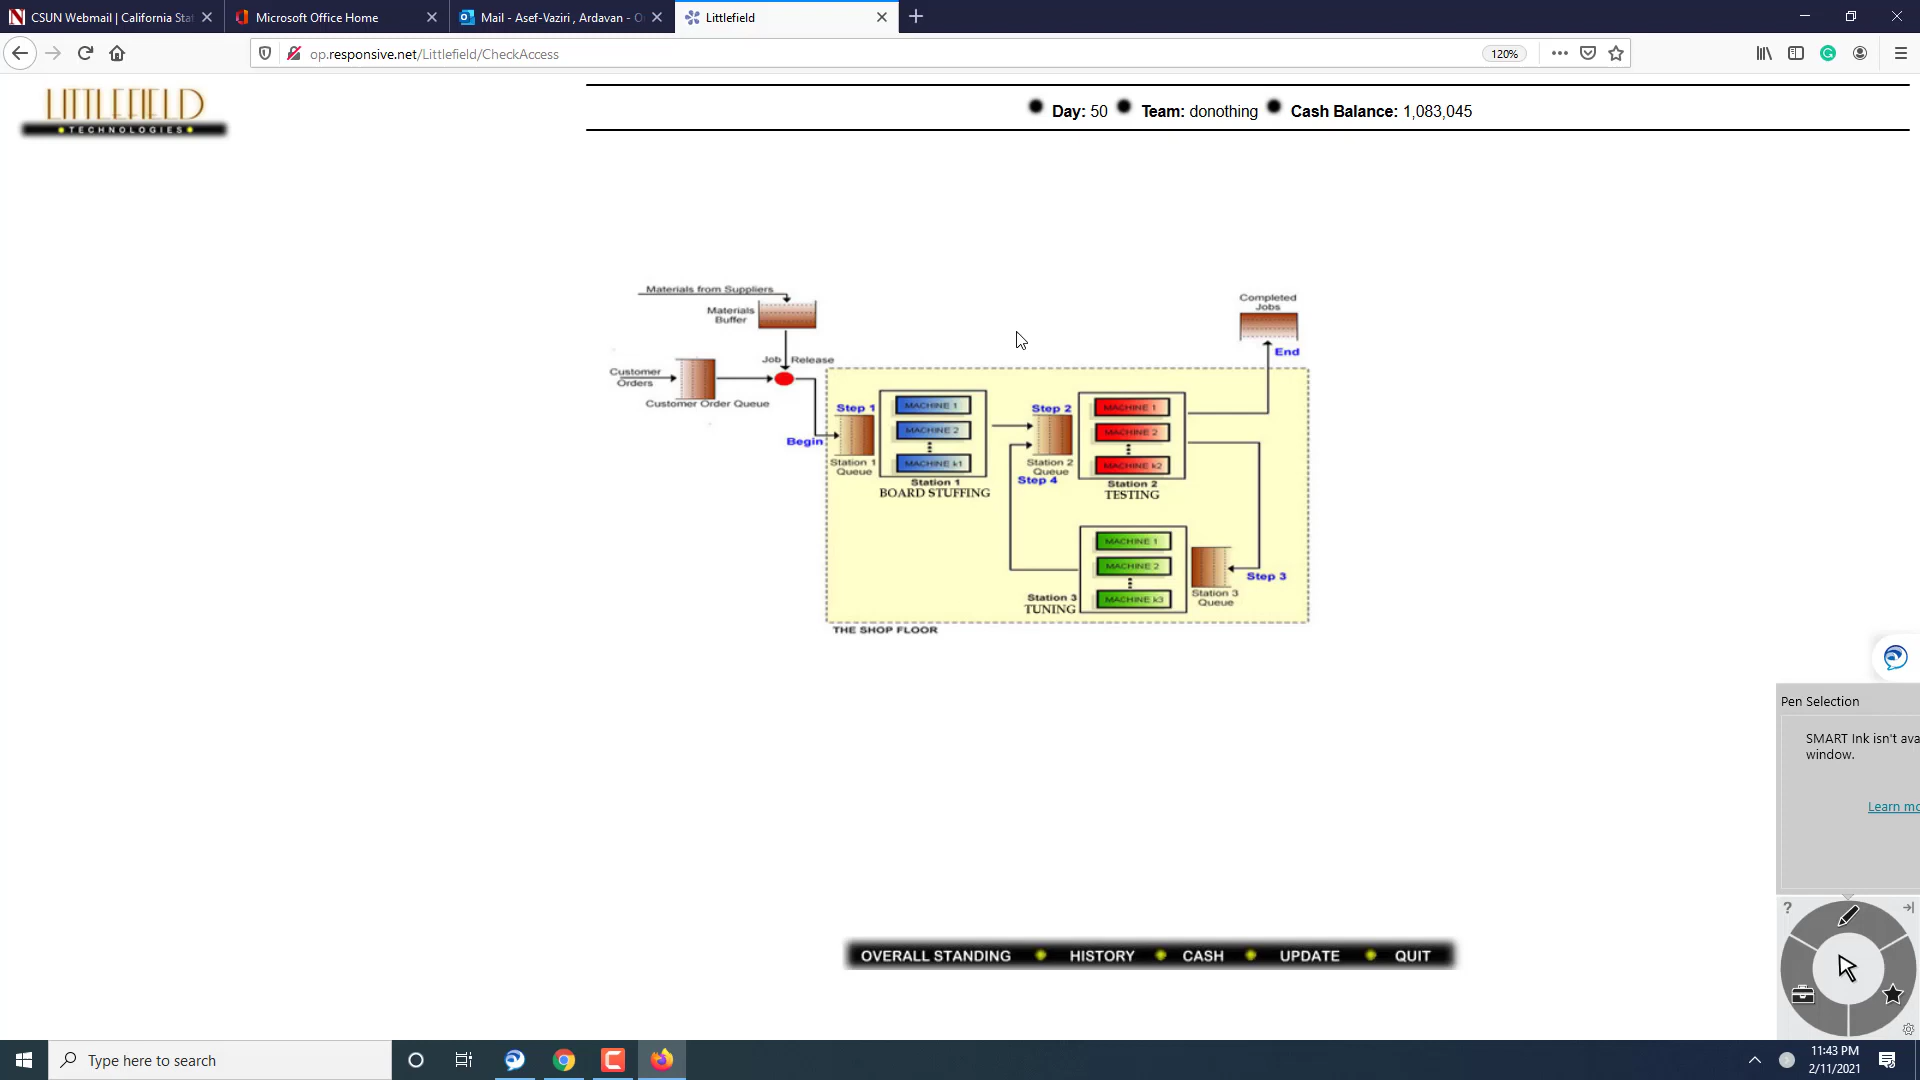 CSUN Webmail | California Sta
Microsoft Office Home
Mail - Asef-Vaziri , Ardavan - O
Littlefield
op.responsive.net/Littlefield/CheckAccess
120%
LITTLEFIELD
TECHNOLOGIES
Day: 50 Team: donothing Cash Balance: 1,083,045
Materials from Suppliers
Materials
Buffer
Job Release
Customer
Orders
Customer Order Queue
Begin
Completed
Jobs
End
Step 1
Station 1
Queue
MACHINE 1
MACHINE 2
MACHINE k1
Station 1
BOARD STUFFING
Step 2
Station 2
Queue
Step 4
MACHINE 1
MACHINE 2
MACHINE k2
Station 2
TESTING
MACHINE 1
MACHINE 2
MACHINE k3
Station 3
TUNING
Step 3
Station 3
Queue
THE SHOP FLOOR
Pen Selection
SMART Ink isn't ava
window.
Learn mo
?
OVERALL STANDING HISTORY CASH UPDATE QUIT
Type here to search
11:43 PM
2/11/2021